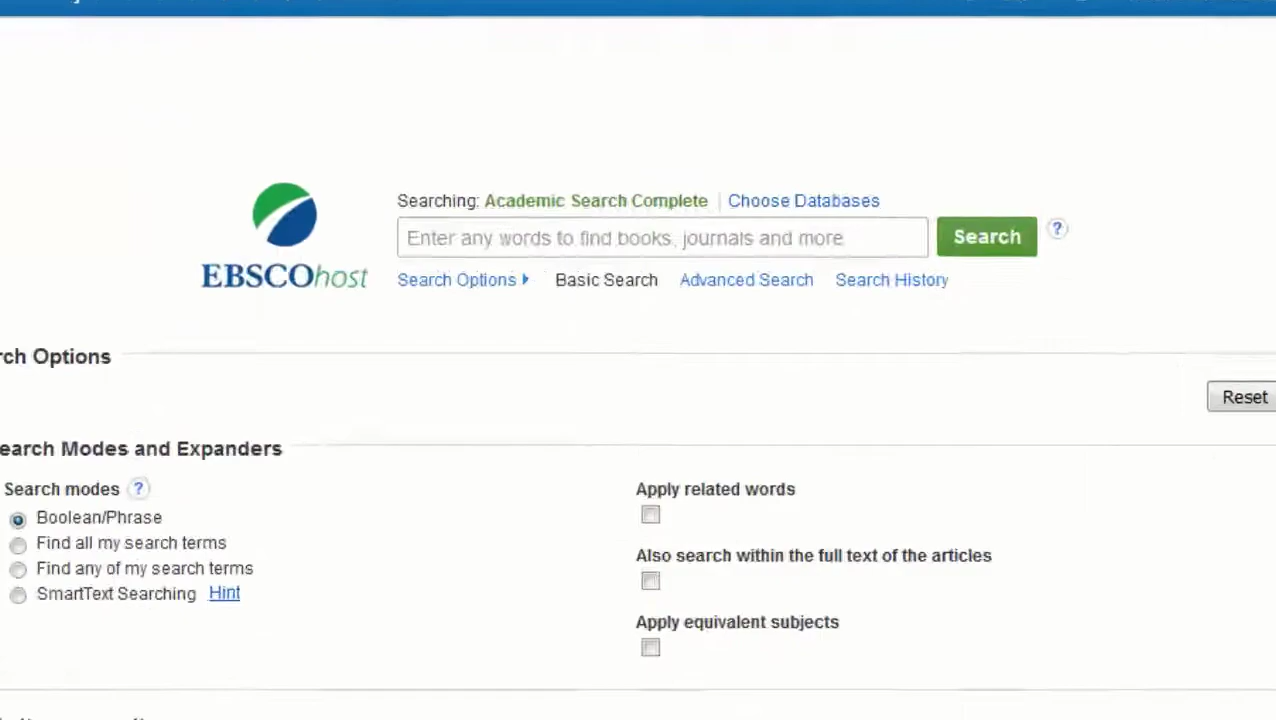 Searching: Academic Search Complete | Choose Databases
Enter any words to find books, journals and more
Search
?
EBSCOhost
Search Options Basic Search Advanced Search Search History
rch Options
Reset
earch Modes and Expanders
Search modes ?
Boolean/Phrase
Find all my search terms
Find any of my search terms
SmartText Searching Hint
Apply related words
Also search within the full text of the articles
Apply equivalent subjects